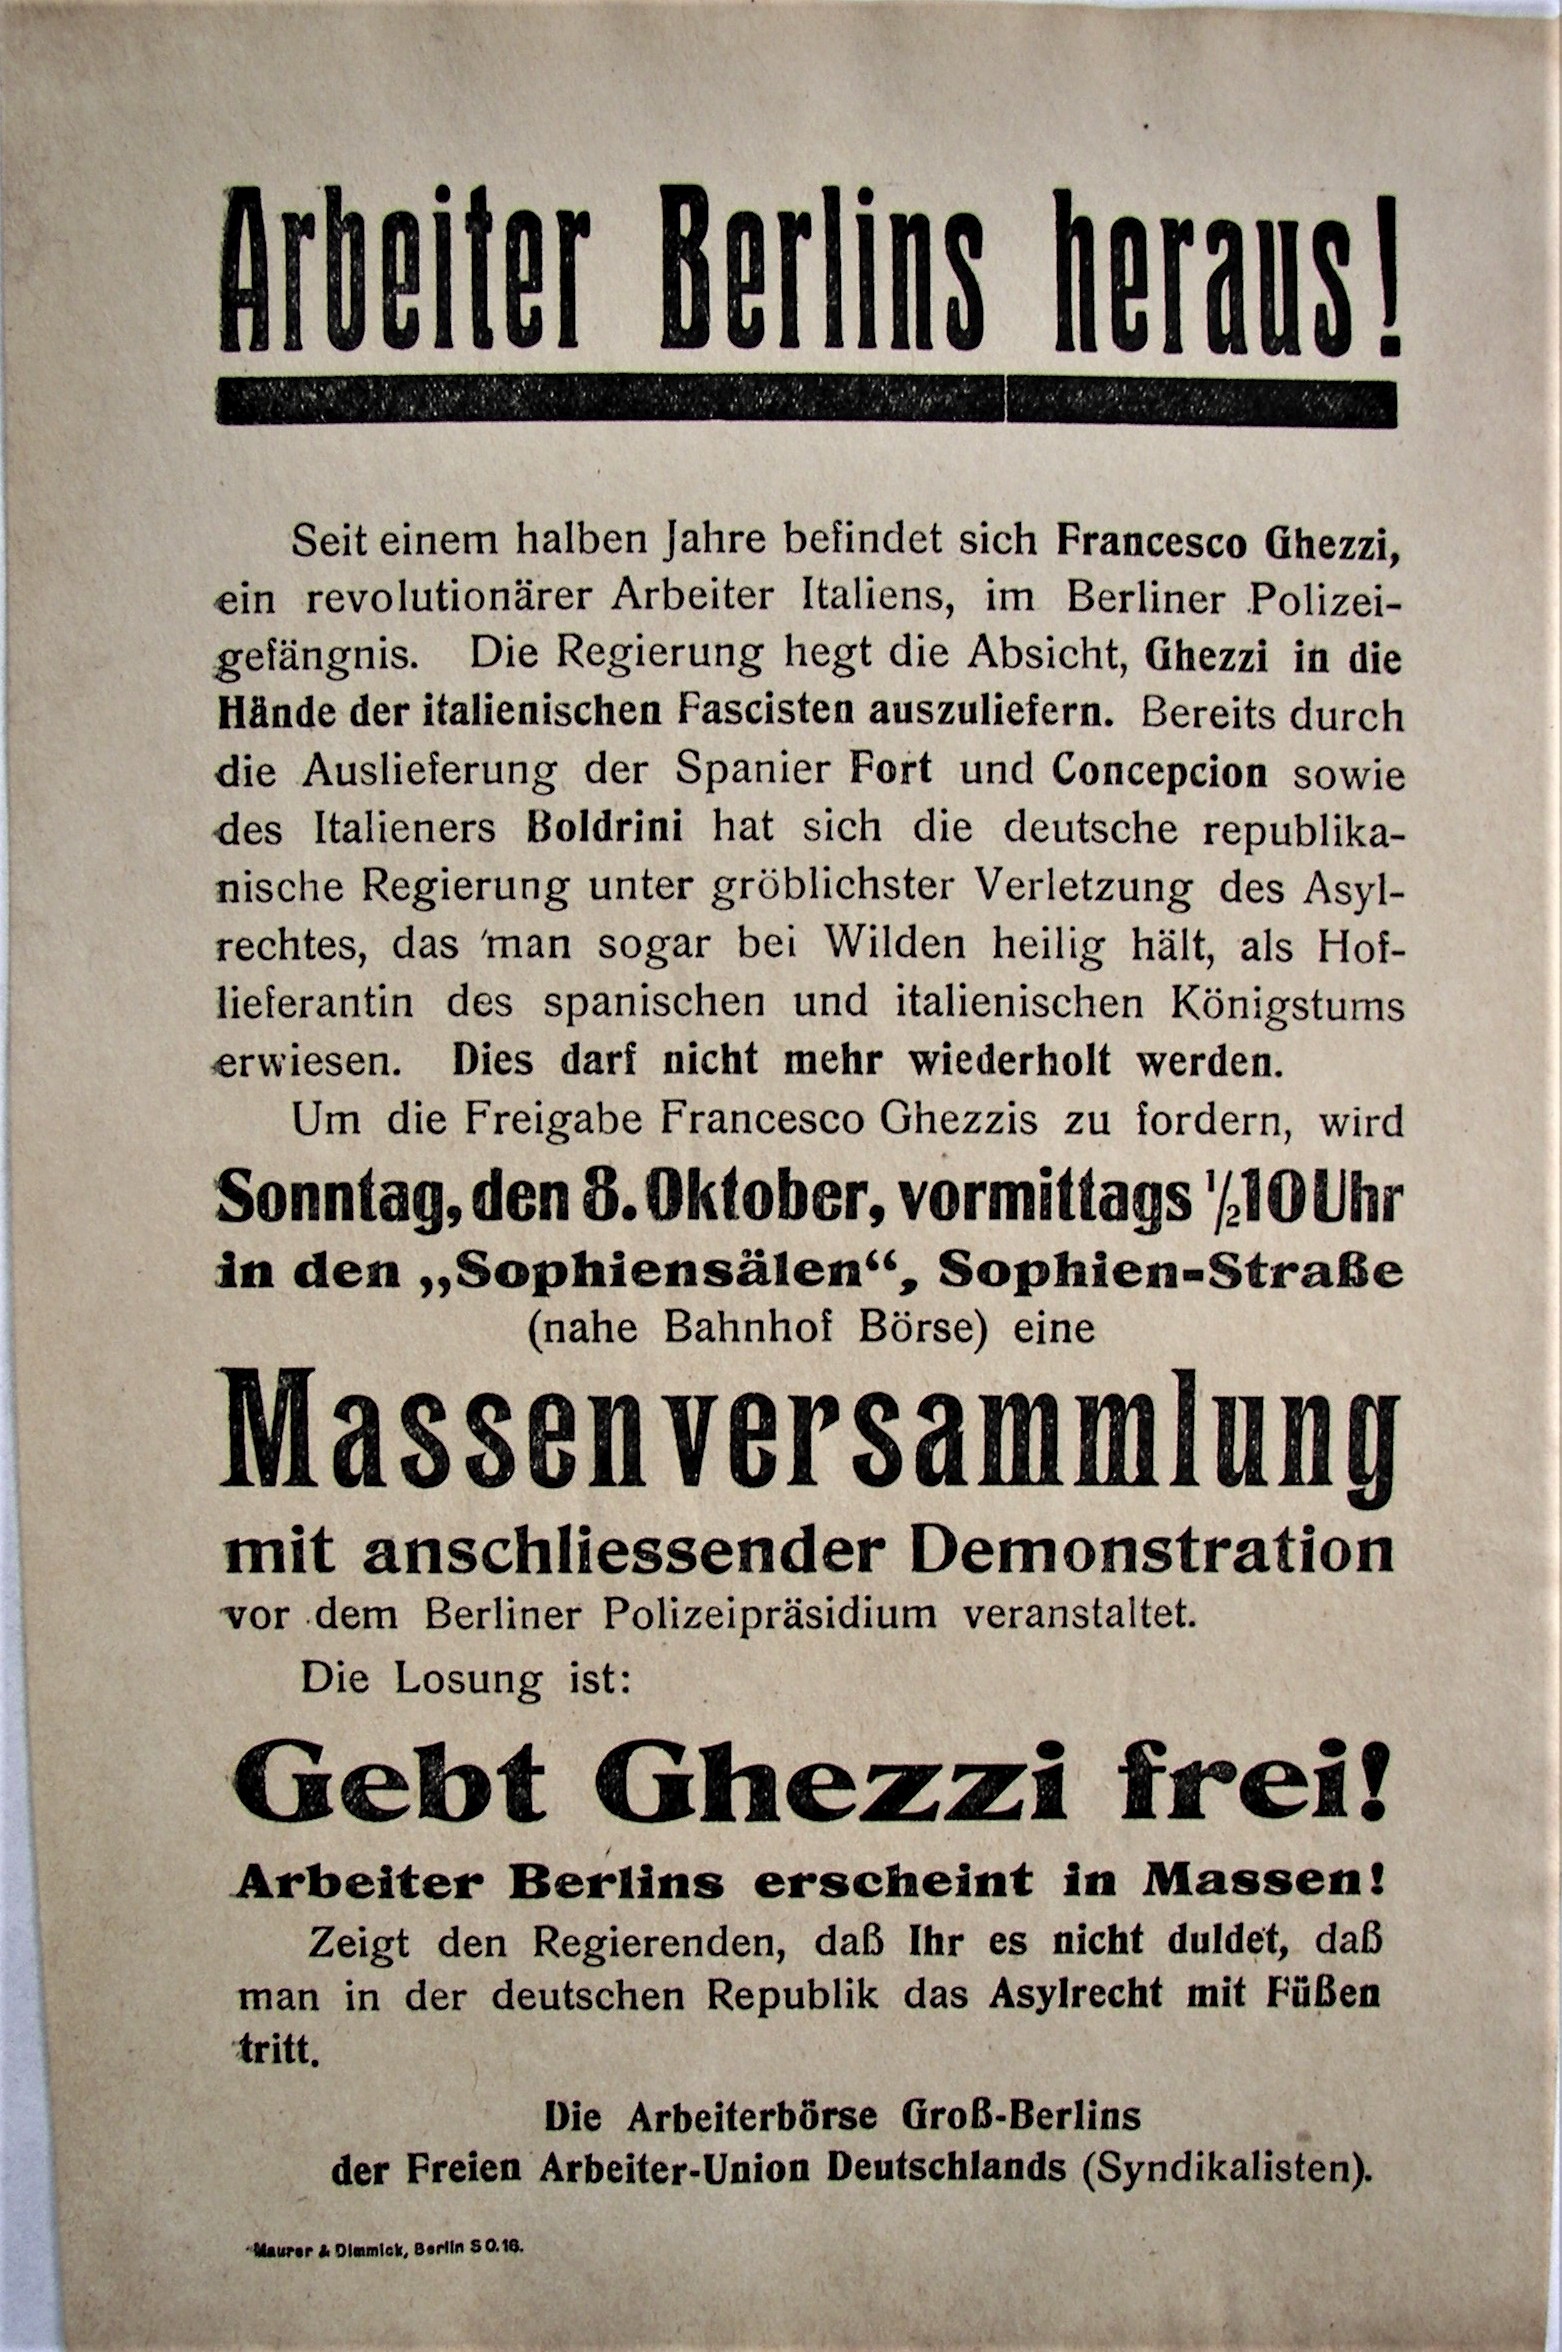 Arbeiter Berlins heraus!
Seit einem halben Jahre befindet sich Francesco Ghezzi,
ein revolutionärer Arbeiter Italiens, im Berliner Polizei-
gefängnis. Die Regierung hegt die Absicht, Ghezzi in die
Hände der italienischen Fascisten auszuliefern. Bereits durch
die Auslieferung der Spanier Fort und Concepcion sowie
des Italieners Boldrini hat sich die deutsche republika-
nische Regierung unter gröblichster Verletzung des Asyl-
rechtes, das man sogar bei Wilden heilig hält, als Hof-
lieferantin des spanischen und italienischen Königstums
erwiesen. Dies darf nicht mehr wiederholt werden.
Um die Freigabe Francesco Ghezzis zu fordern, wird
Sonntag, den 8. Oktober, vormittags ½10 Uhr
in den „Sophiensälen“, Sophien-Straße
(nahe Bahnhof Börse) eine
Massenversammlung
mit anschliessender Demonstration
vor dem Berliner Polizeipräsidium veranstaltet.
Die Losung ist:
Gebt Ghezzi frei!
Arbeiter Berlins erscheint in Massen!
Zeigt den Regierenden, daß Ihr es nicht duldet, daß
man in der deutschen Republik das Asylrecht mit Füßen
tritt.
Die Arbeiterbörse Groß-Berlins
der Freien Arbeiter-Union Deutschlands (Syndikalisten).
Maurer & Dimmick, Berlin SO.16.